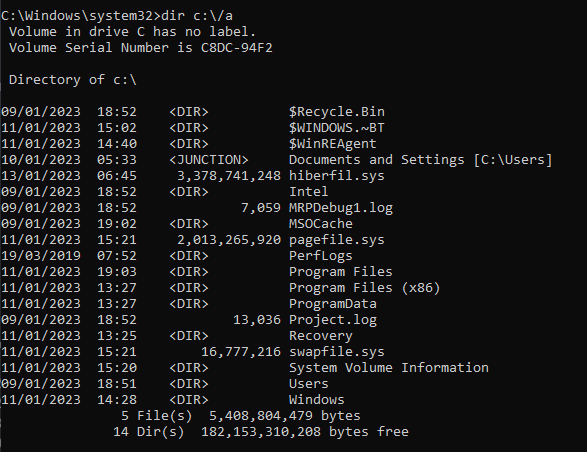 C:\Windows\system32>dir c:\/a
 Volume in drive C has no label.
 Volume Serial Number is C8DC-94F2

 Directory of c:\

09/01/2023  18:52    <DIR>          $Recycle.Bin
11/01/2023  15:02    <DIR>          $WINDOWS.~BT
11/01/2023  14:40    <DIR>          $WinREAgent
10/01/2023  05:33    <JUNCTION>     Documents and Settings [C:\Users]
13/01/2023  06:45     3,378,741,248 hiberfil.sys
09/01/2023  18:52    <DIR>          Intel
09/01/2023  18:52             7,059 MRPDebug1.log
09/01/2023  19:02    <DIR>          MSOCache
11/01/2023  15:21     2,013,265,920 pagefile.sys
19/03/2019  07:52    <DIR>          PerfLogs
11/01/2023  19:03    <DIR>          Program Files
11/01/2023  13:27    <DIR>          Program Files (x86)
11/01/2023  13:27    <DIR>          ProgramData
09/01/2023  18:52            13,036 Project.log
11/01/2023  13:25    <DIR>          Recovery
11/01/2023  15:21        16,777,216 swapfile.sys
11/01/2023  15:20    <DIR>          System Volume Information
09/01/2023  18:51    <DIR>          Users
11/01/2023  14:28    <DIR>          Windows
               5 File(s)  5,408,804,479 bytes
              14 Dir(s)  182,153,310,208 bytes free